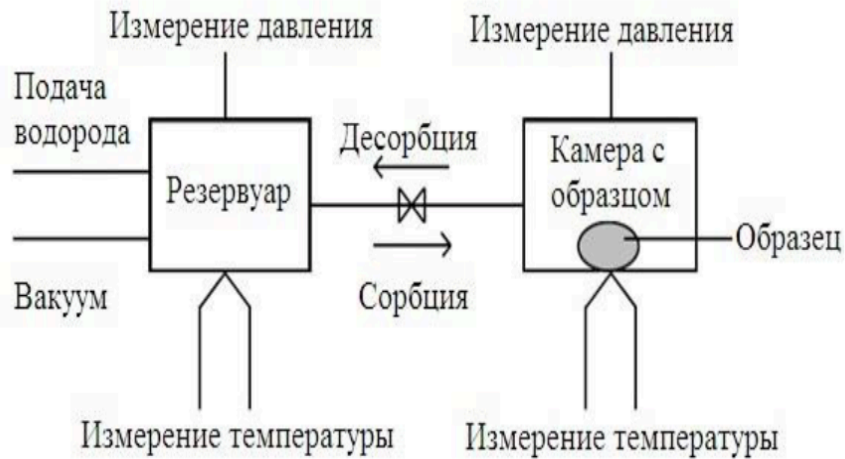 Измерение давления
Измерение давления
Подача
водорода
Десорбция
Камера с
образцом
Резервуар
Образец
Вакуум
Сорбция
Измерение температуры
Измерение температуры